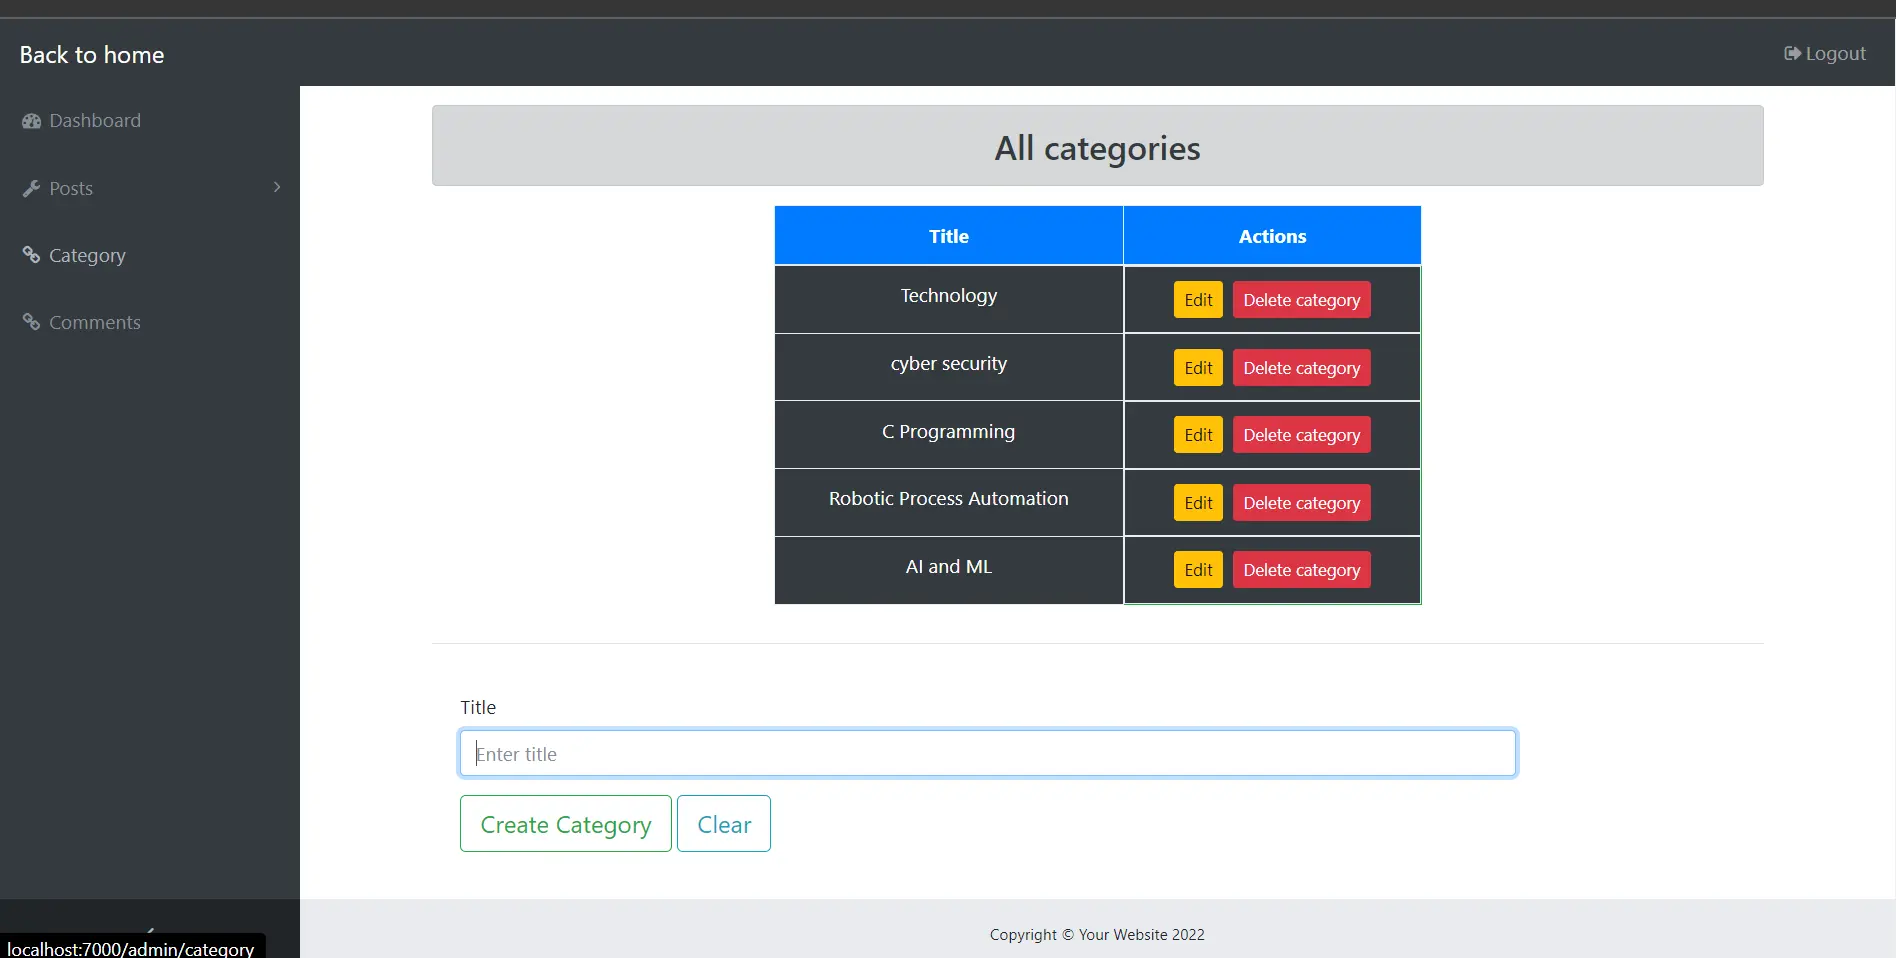 Back to home
Logout
Dashboard
Posts
Category
Comments
All categories
Title Actions
Technology Edit Delete category
cyber security Edit Delete category
C Programming Edit Delete category
Robotic Process Automation Edit Delete category
AI and ML Edit Delete category
Title
Enter title
Create Category Clear
Copyright © Your Website 2022
localhost:7000/admin/category